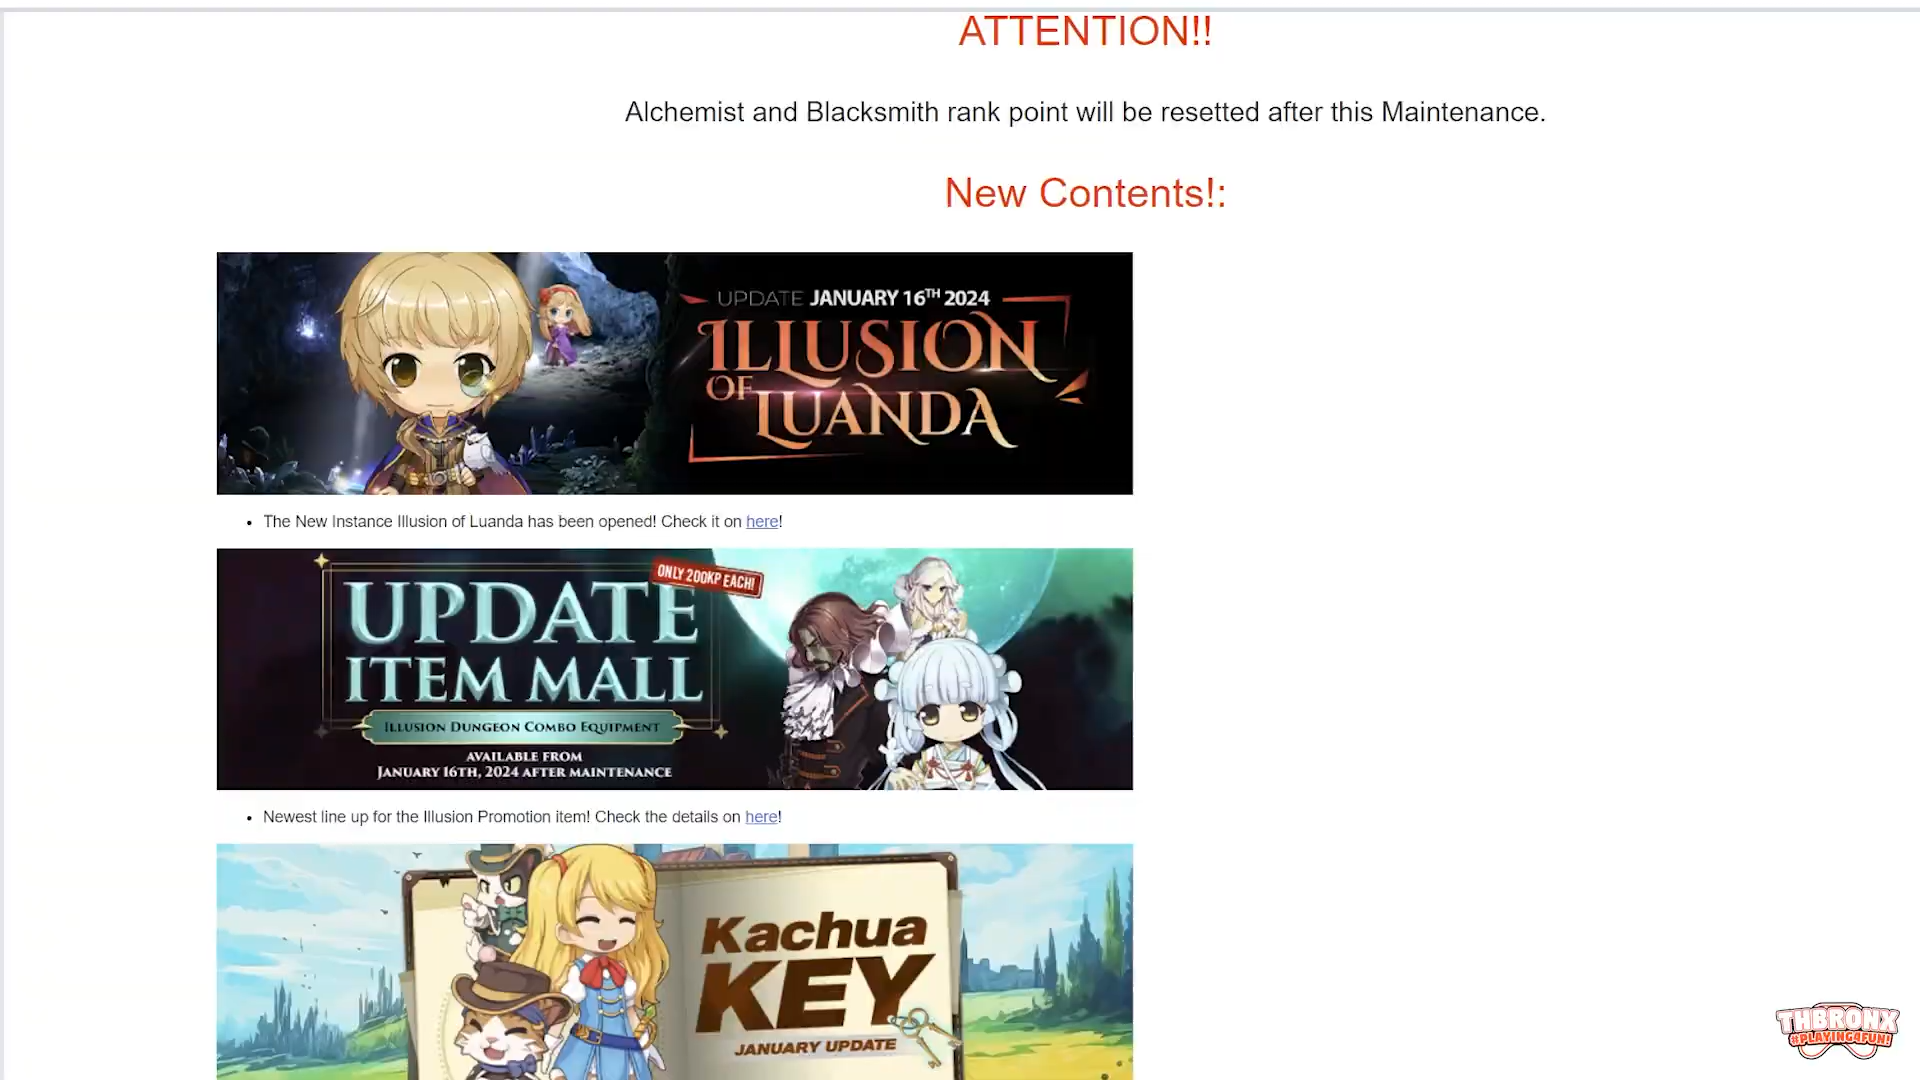 ATTENTION!!
Alchemist and Blacksmith rank point will be resetted after this Maintenance.
New Contents!:
UPDATE JANUARY 16TH 2024
ILLUSION
OF
LUANDA
The New Instance Illusion of Luanda has been opened! Check it on here!
ONLY 200KP EACH!
UPDATE
ITEM MALL
ILLUSION DUNGEON COMBO EQUIPMENT
AVAILABLE FROM
JANUARY 16TH, 2024 AFTER MAINTENANCE
Newest line up for the Illusion Promotion item! Check the details on here!
Kachua
KEY
JANUARY UPDATE
THBRONX
#PLAYING4FUN!